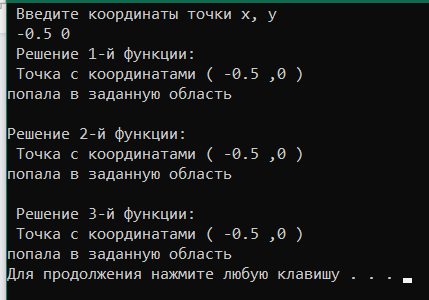 Введите координаты точки x, y
-0.5 0
Решение 1-й функции:
Точка с координатами ( -0.5 ,0 )
попала в заданную область
Решение 2-й функции:
Точка с координатами ( -0.5 ,0 )
попала в заданную область
Решение 3-й функции:
Точка с координатами ( -0.5 ,0 )
попала в заданную область
Для продолжения нажмите любую клавишу . . .